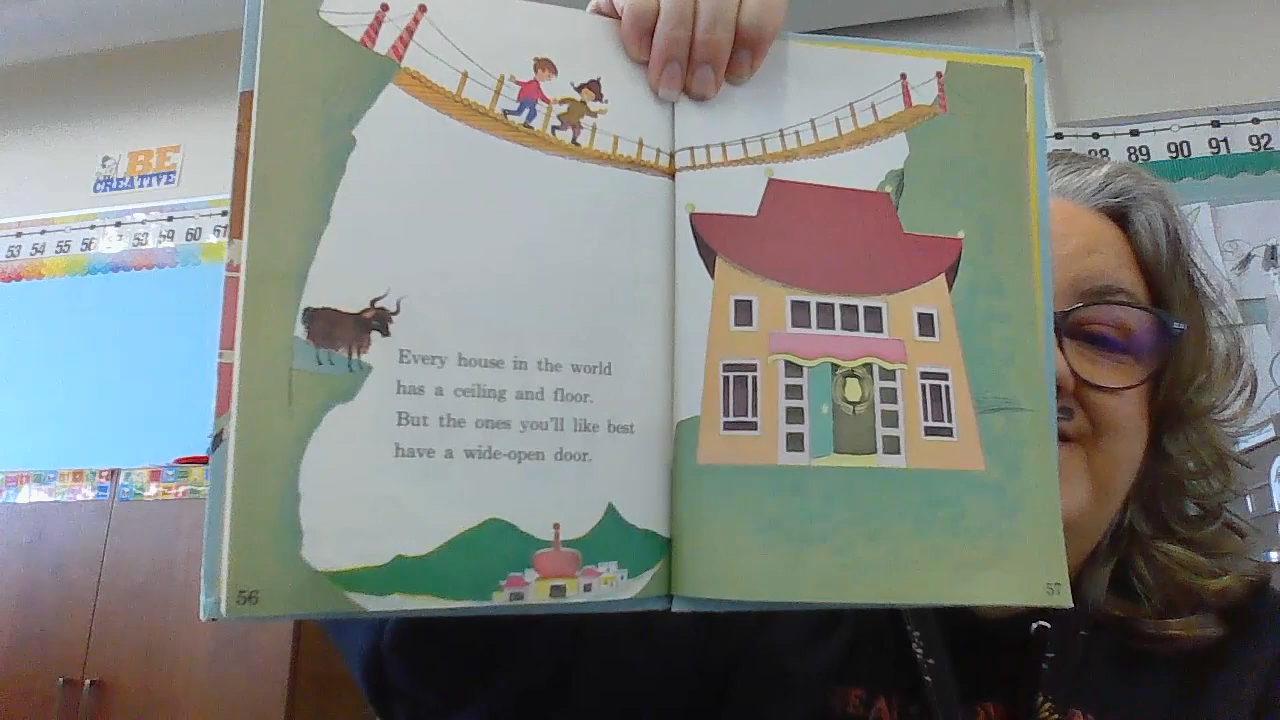 BE
CREATIVE
53 54 55 56 57 58 59 60 61
88 89 90 91 92
Every house in the world
has a ceiling and floor.
But the ones you'll like best
have a wide-open door.
56
57